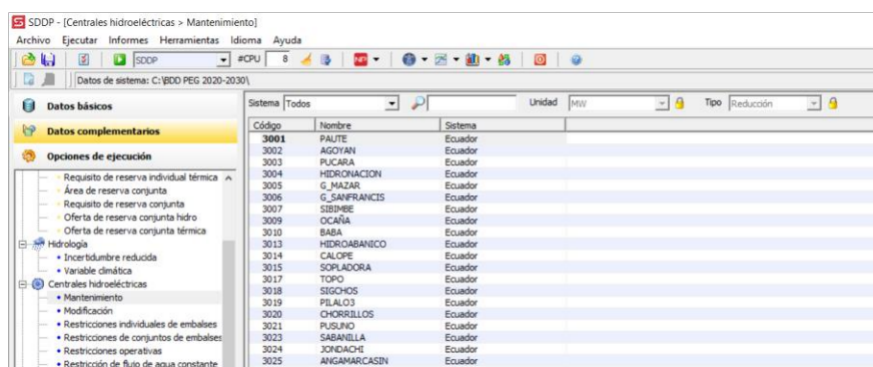 SDDP - [Centrales hidroeléctricas > Mantenimiento]
Archivo Ejecutar Informes Herramientas Idioma Ayuda
SDDP #CPU 8
Datos de sistema: C:\BDD PEG 2020-2030\
Datos básicos
Datos complementarios
Opciones de ejecución
Requisito de reserva individual térmica
Área de reserva conjunta
Requisito de reserva conjunta
Oferta de reserva conjunta hidro
Oferta de reserva conjunta térmica
Hidrología
Incertidumbre reducida
Variable climática
Centrales hidroeléctricas
Mantenimiento
Modificación
Restricciones individuales de embalses
Restricciones de conjuntos de embalses
Restricciones operativas
Restricción de flujo de agua constante
Sistema Todos Unidad MW Tipo Reducción
Código Nombre Sistema
3001 PAUTE Ecuador
3002 AGOYAN Ecuador
3003 PUCARA Ecuador
3004 HIDRONACION Ecuador
3005 G_MAZAR Ecuador
3006 G_SANFRANCIS Ecuador
3007 SIBIMBE Ecuador
3009 OCAÑA Ecuador
3010 BABA Ecuador
3013 HIDROABANICO Ecuador
3014 CALOPE Ecuador
3015 SOPLADORA Ecuador
3017 TOPO Ecuador
3018 SIGCHOS Ecuador
3019 PILALO3 Ecuador
3020 CHORRILLOS Ecuador
3021 PUSUNO Ecuador
3023 SABANILLA Ecuador
3024 JONDACHI Ecuador
3025 ANGAMARCASIN Ecuador